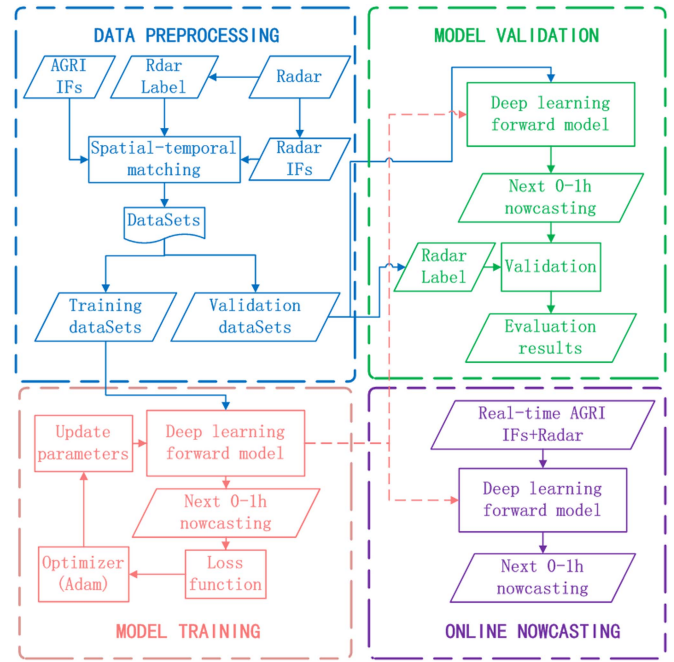 DATA PREPROCESSING
AGRI
IFs
Rdar
Label
Radar
Spatial-temporal
matching
Radar
IFs
DataSets
Training
dataSets
Validation
dataSets
MODEL VALIDATION
Deep learning
forward model
Next 0-1h
nowcasting
Radar
Label
Validation
Evaluation
results
Update
parameters
Deep learning
forward model
Next 0-1h
nowcasting
Optimizer
(Adam)
Loss
function
MODEL TRAINING
Real-time AGRI
IFs+Radar
Deep learning
forward model
Next 0-1h
nowcasting
ONLINE NOWCASTING